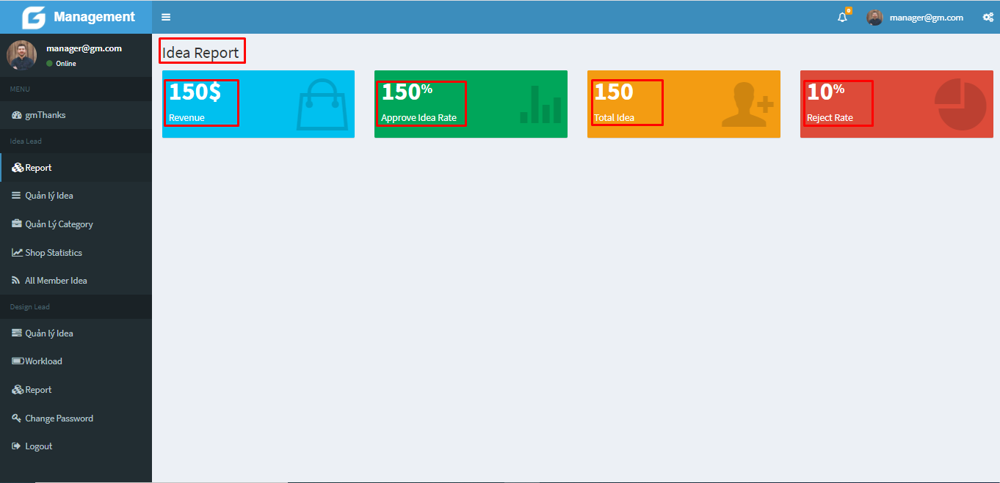 Management
0
manager@gm.com
manager@gm.com
Online
MENU
gmThanks
Idea Lead
Report
Quản lý Idea
Quản Lý Category
Shop Statistics
All Member Idea
Design Lead
Quản lý Idea
Workload
Report
Change Password
Logout
Idea Report
150$
Revenue
150%
Approve Idea Rate
150
Total Idea
10%
Reject Rate